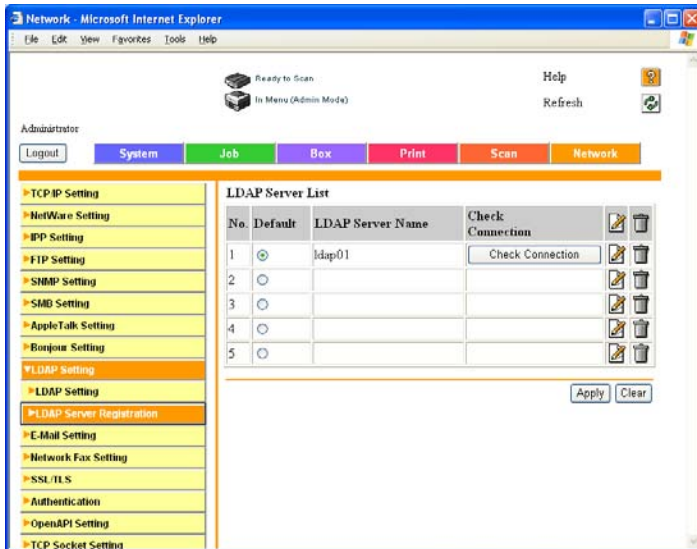 Network - Microsoft Internet Explorer
File Edit View Favorites Tools Help
Ready to Scan
In Menu (Admin Mode)
Help
Refresh
Administrator
Logout
System Job Box Print Scan Network
TCP/IP Setting
NetWare Setting
IPP Setting
FTP Setting
SNMP Setting
SMB Setting
AppleTalk Setting
Bonjour Setting
LDAP Setting
LDAP Setting
LDAP Server Registration
E-Mail Setting
Network Fax Setting
SSL/TLS
Authentication
OpenAPI Setting
TCP Socket Setting
LDAP Server List
No. Default LDAP Server Name Check Connection
1 ldap01 Check Connection
2
3
4
5
Apply Clear